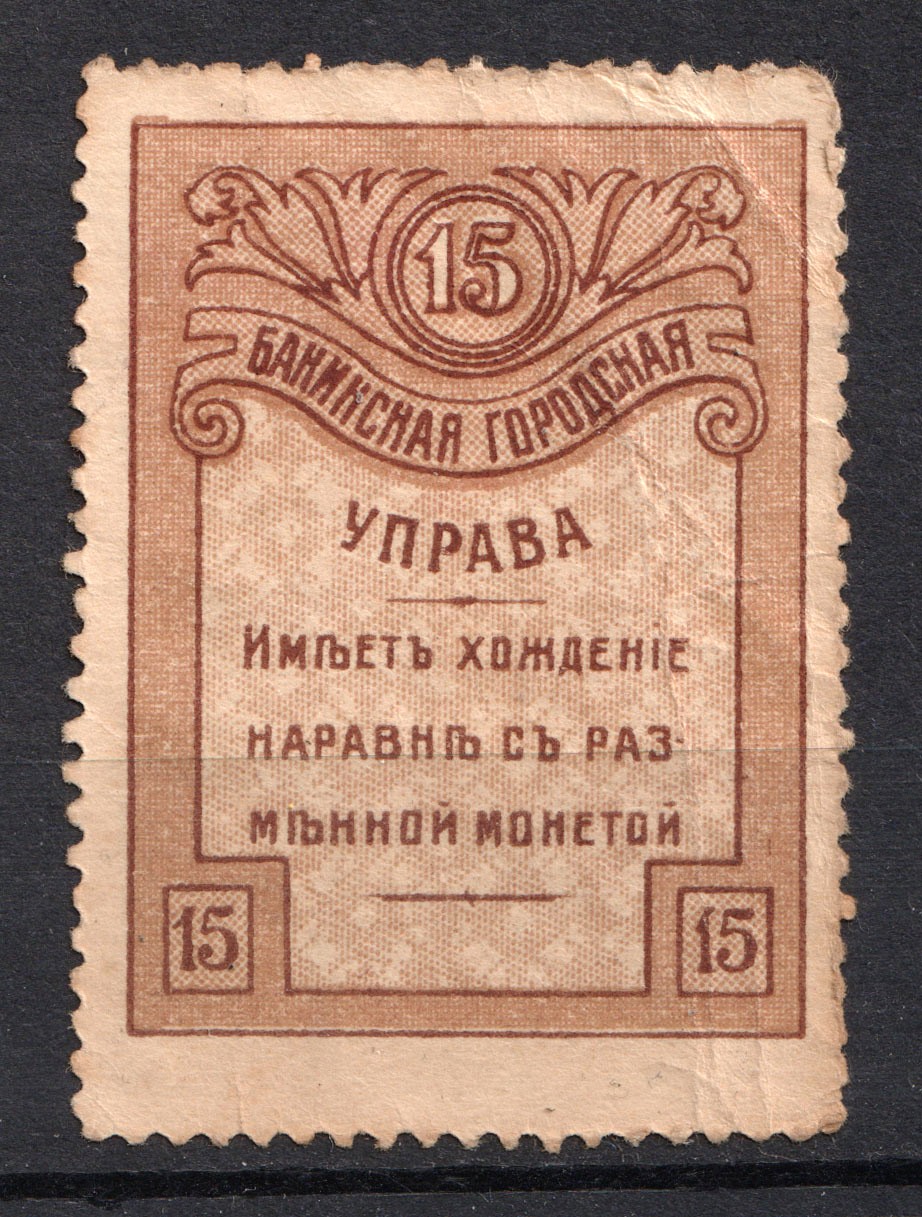 15
БАКИНСКАЯ ГОРОДСКАЯ
УПРАВА
ИМѢЕТЪ ХОЖДЕНІЕ
НАРАВНѢ СЪ РАЗ-
МѢННОЙ МОНЕТОЙ
15 15